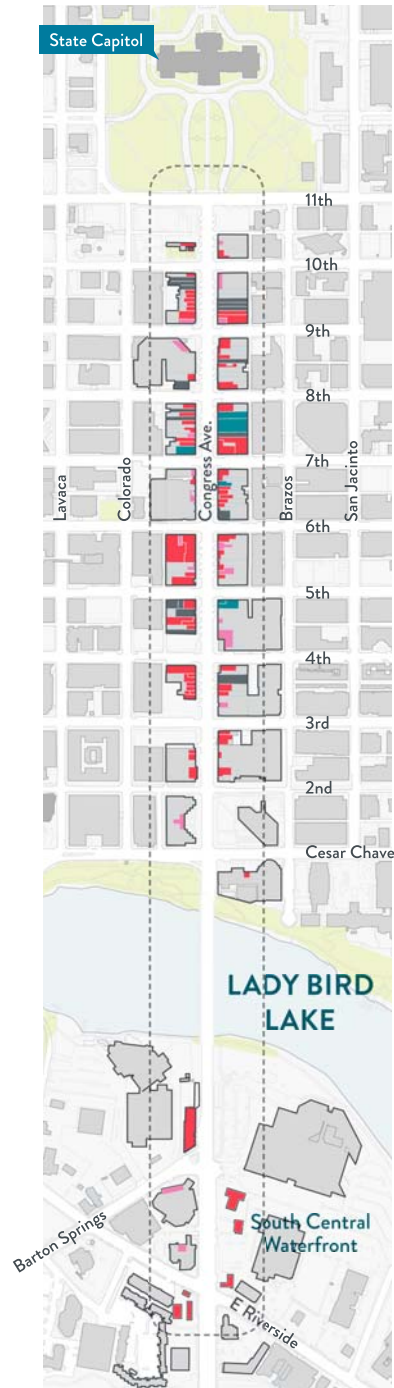 State Capitol
11th
10th
9th
8th
7th
Lavaca
Colorado
Congress Ave.
Brazos
San Jacinto
6th
5th
4th
3rd
2nd
Cesar Chave
LADY BIRD
LAKE
Barton Springs
South Central
Waterfront
E Riverside